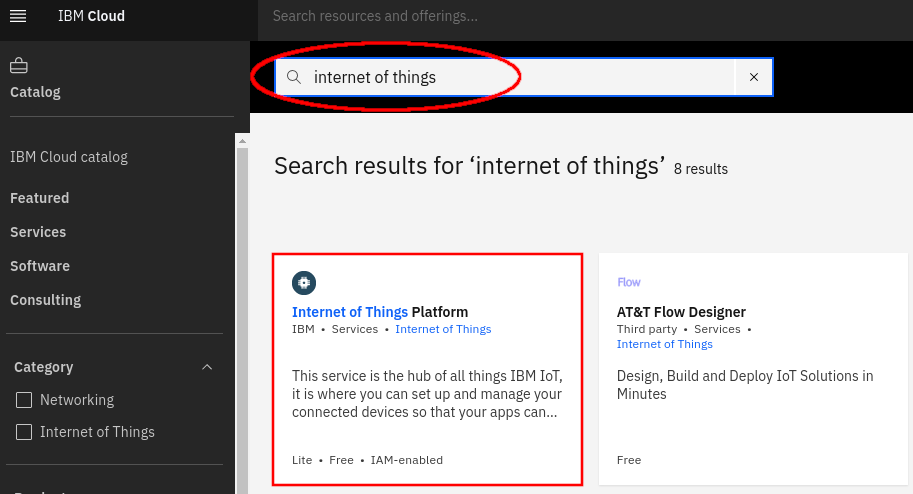 IBM Cloud
Search resources and offerings...
Catalog
IBM Cloud catalog
Featured
Services
Software
Consulting
Category
Networking
Internet of Things
internet of things
Search results for ‘internet of things’ 8 results
Internet of Things Platform
IBM • Services • Internet of Things
This service is the hub of all things IBM IoT,
it is where you can set up and manage your
connected devices so that your apps can...
Lite • Free • IAM-enabled
Flow
AT&T Flow Designer
Third party • Services •
Internet of Things
Design, Build and Deploy IoT Solutions in
Minutes
Free